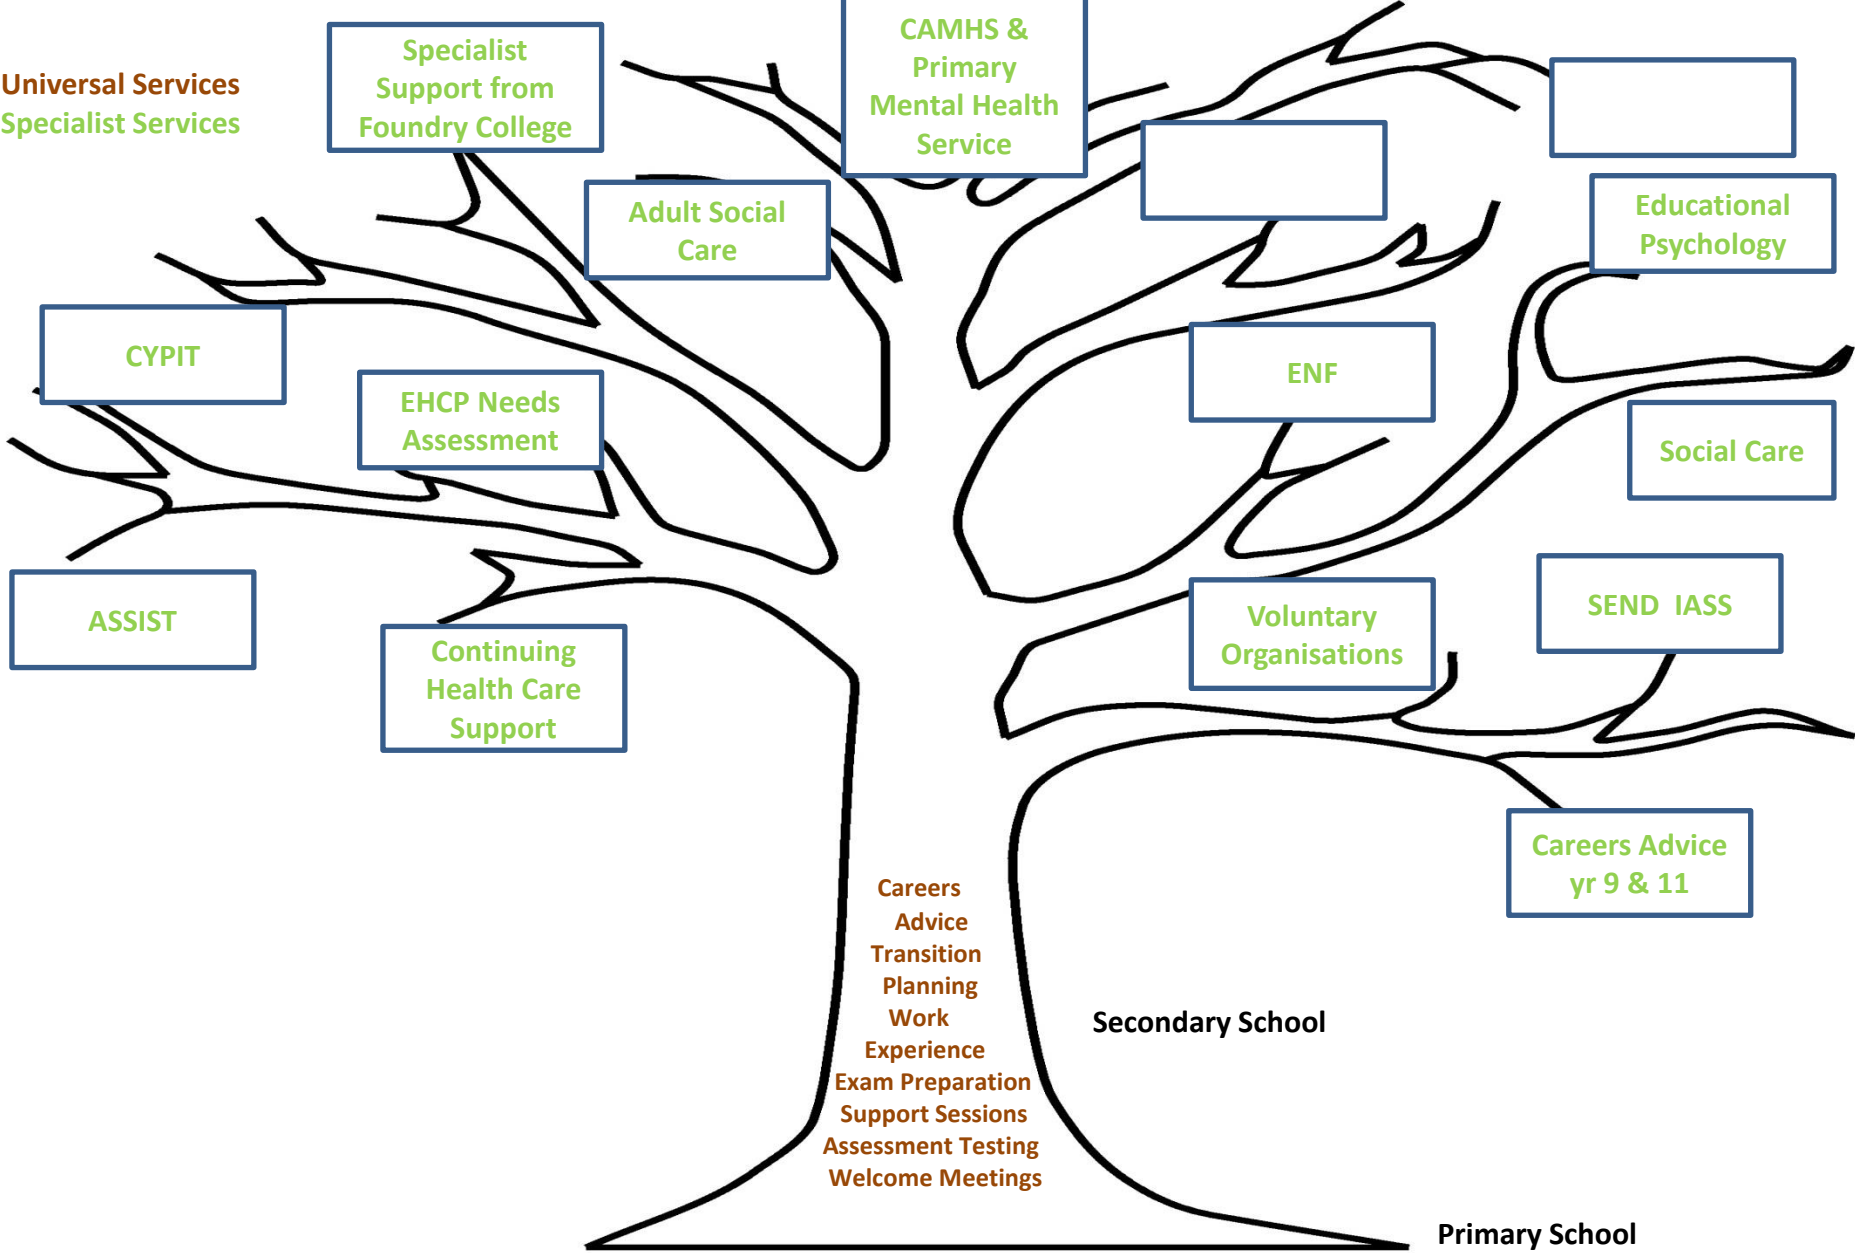 Universal Services
Specialist Services
Specialist
Support from
Foundry College
CAMHS &
Primary
Mental Health
Service
Adult Social
Care
Educational
Psychology
CYPIT
EHCP Needs
Assessment
ENF
Social Care
ASSIST
Continuing
Health Care
Support
Voluntary
Organisations
SEND  IASS
Careers Advice
yr 9 & 11
Careers
Advice
Transition
Planning
Work
Experience
Exam Preparation
Support Sessions
Assessment Testing
Welcome Meetings
Secondary School
Primary School